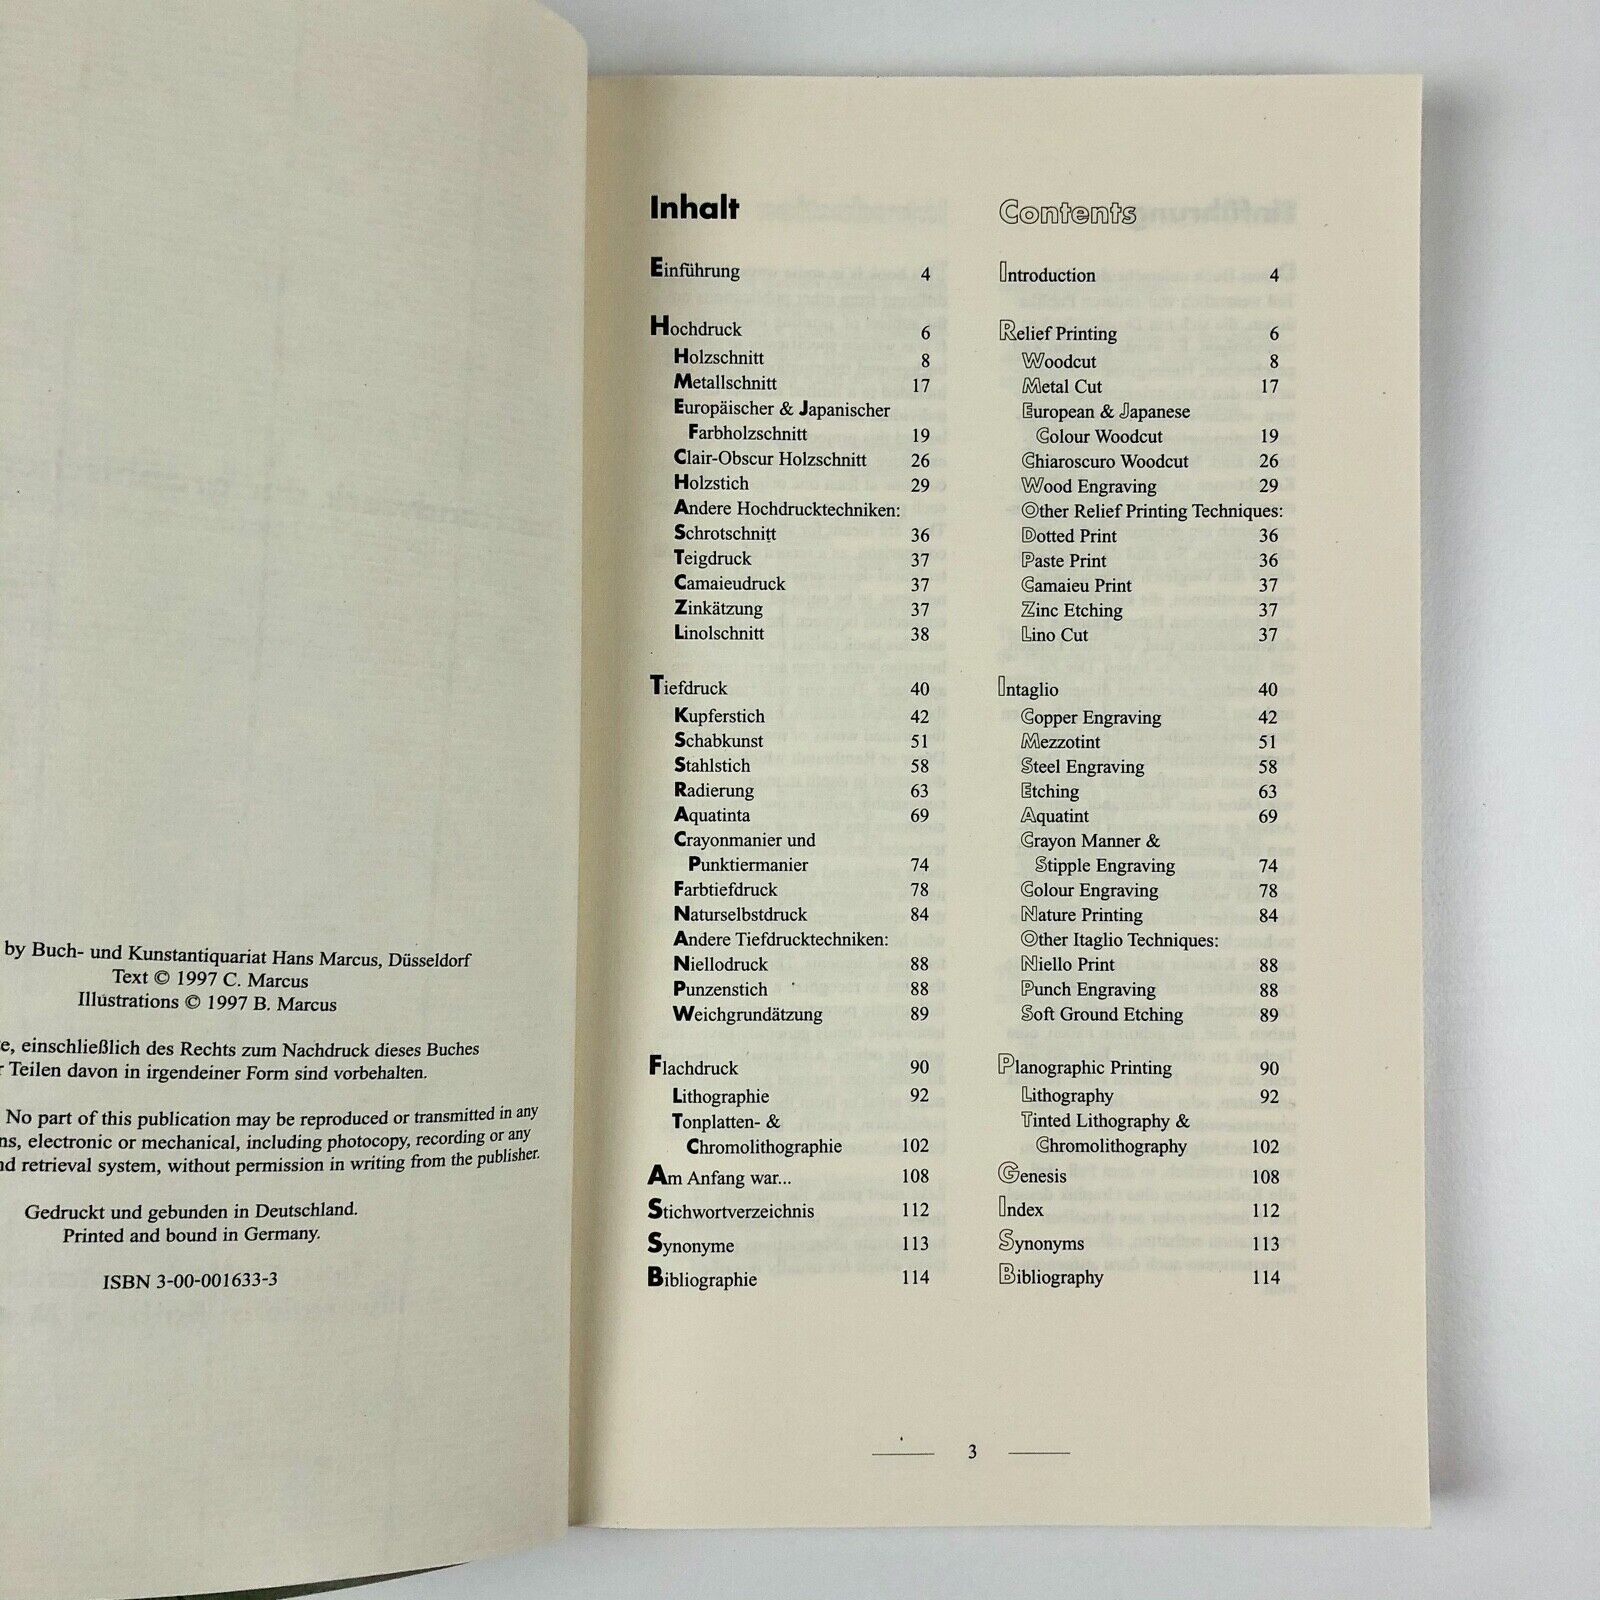 by Buch- und Kunstantiquariat Hans Marcus, Düsseldorf
Text © 1997 C. Marcus
Illustrations © 1997 B. Marcus
e, einschließlich des Rechts zum Nachdruck dieses Buches
r Teilen davon in irgendeiner Form sind vorbehalten.
No part of this publication may be reproduced or transmitted in any
ns, electronic or mechanical, including photocopy, recording or any
nd retrieval system, without permission in writing from the publisher.
Gedruckt und gebunden in Deutschland.
Printed and bound in Germany.
ISBN 3-00-001633-3
Inhalt
Einführung 4
Hochdruck 6
Holzschnitt 8
Metallschnitt 17
Europäischer & Japanischer
Farbholzschnitt 19
Clair-Obscur Holzschnitt 26
Holzstich 29
Andere Hochdrucktechniken:
Schrotschnitt 36
Teigdruck 37
Camaieudruck 37
Zinkätzung 37
Linolschnitt 38
Tiefdruck 40
Kupferstich 42
Schabkunst 51
Stahlstich 58
Radierung 63
Aquatinta 69
Crayonmanier und
Punktiermanier 74
Farbtiefdruck 78
Naturselbstdruck 84
Andere Tiefdrucktechniken:
Niellodruck 88
Punzenstich 88
Weichgrundätzung 89
Flachdruck 90
Lithographie 92
Tonplatten- &
Chromolithographie 102
Am Anfang war... 108
Stichwortverzeichnis 112
Synonyme 113
Bibliographie 114
Contents
Introduction 4
Relief Printing 6
Woodcut 8
Metal Cut 17
European & Japanese
Colour Woodcut 19
Chiaroscuro Woodcut 26
Wood Engraving 29
Other Relief Printing Techniques:
Dotted Print 36
Paste Print 36
Camaieu Print 37
Zinc Etching 37
Lino Cut 37
Intaglio 40
Copper Engraving 42
Mezzotint 51
Steel Engraving 58
Etching 63
Aquatint 69
Crayon Manner &
Stipple Engraving 74
Colour Engraving 78
Nature Printing 84
Other Itaglio Techniques:
Niello Print 88
Punch Engraving 88
Soft Ground Etching 89
Planographic Printing 90
Lithography 92
Tinted Lithography &
Chromolithography 102
Genesis 108
Index 112
Synonyms 113
Bibliography 114
3